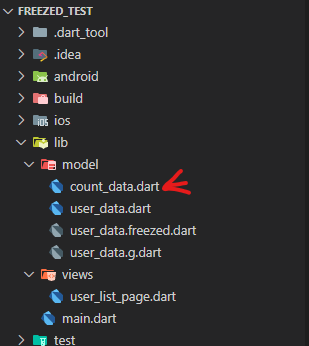 FREEZED_TEST
.dart_tool
.idea
android
build
iOS
ios
lib
model
count_data.dart
user_data.dart
user_data.freezed.dart
user_data.g.dart
views
user_list_page.dart
main.dart
test